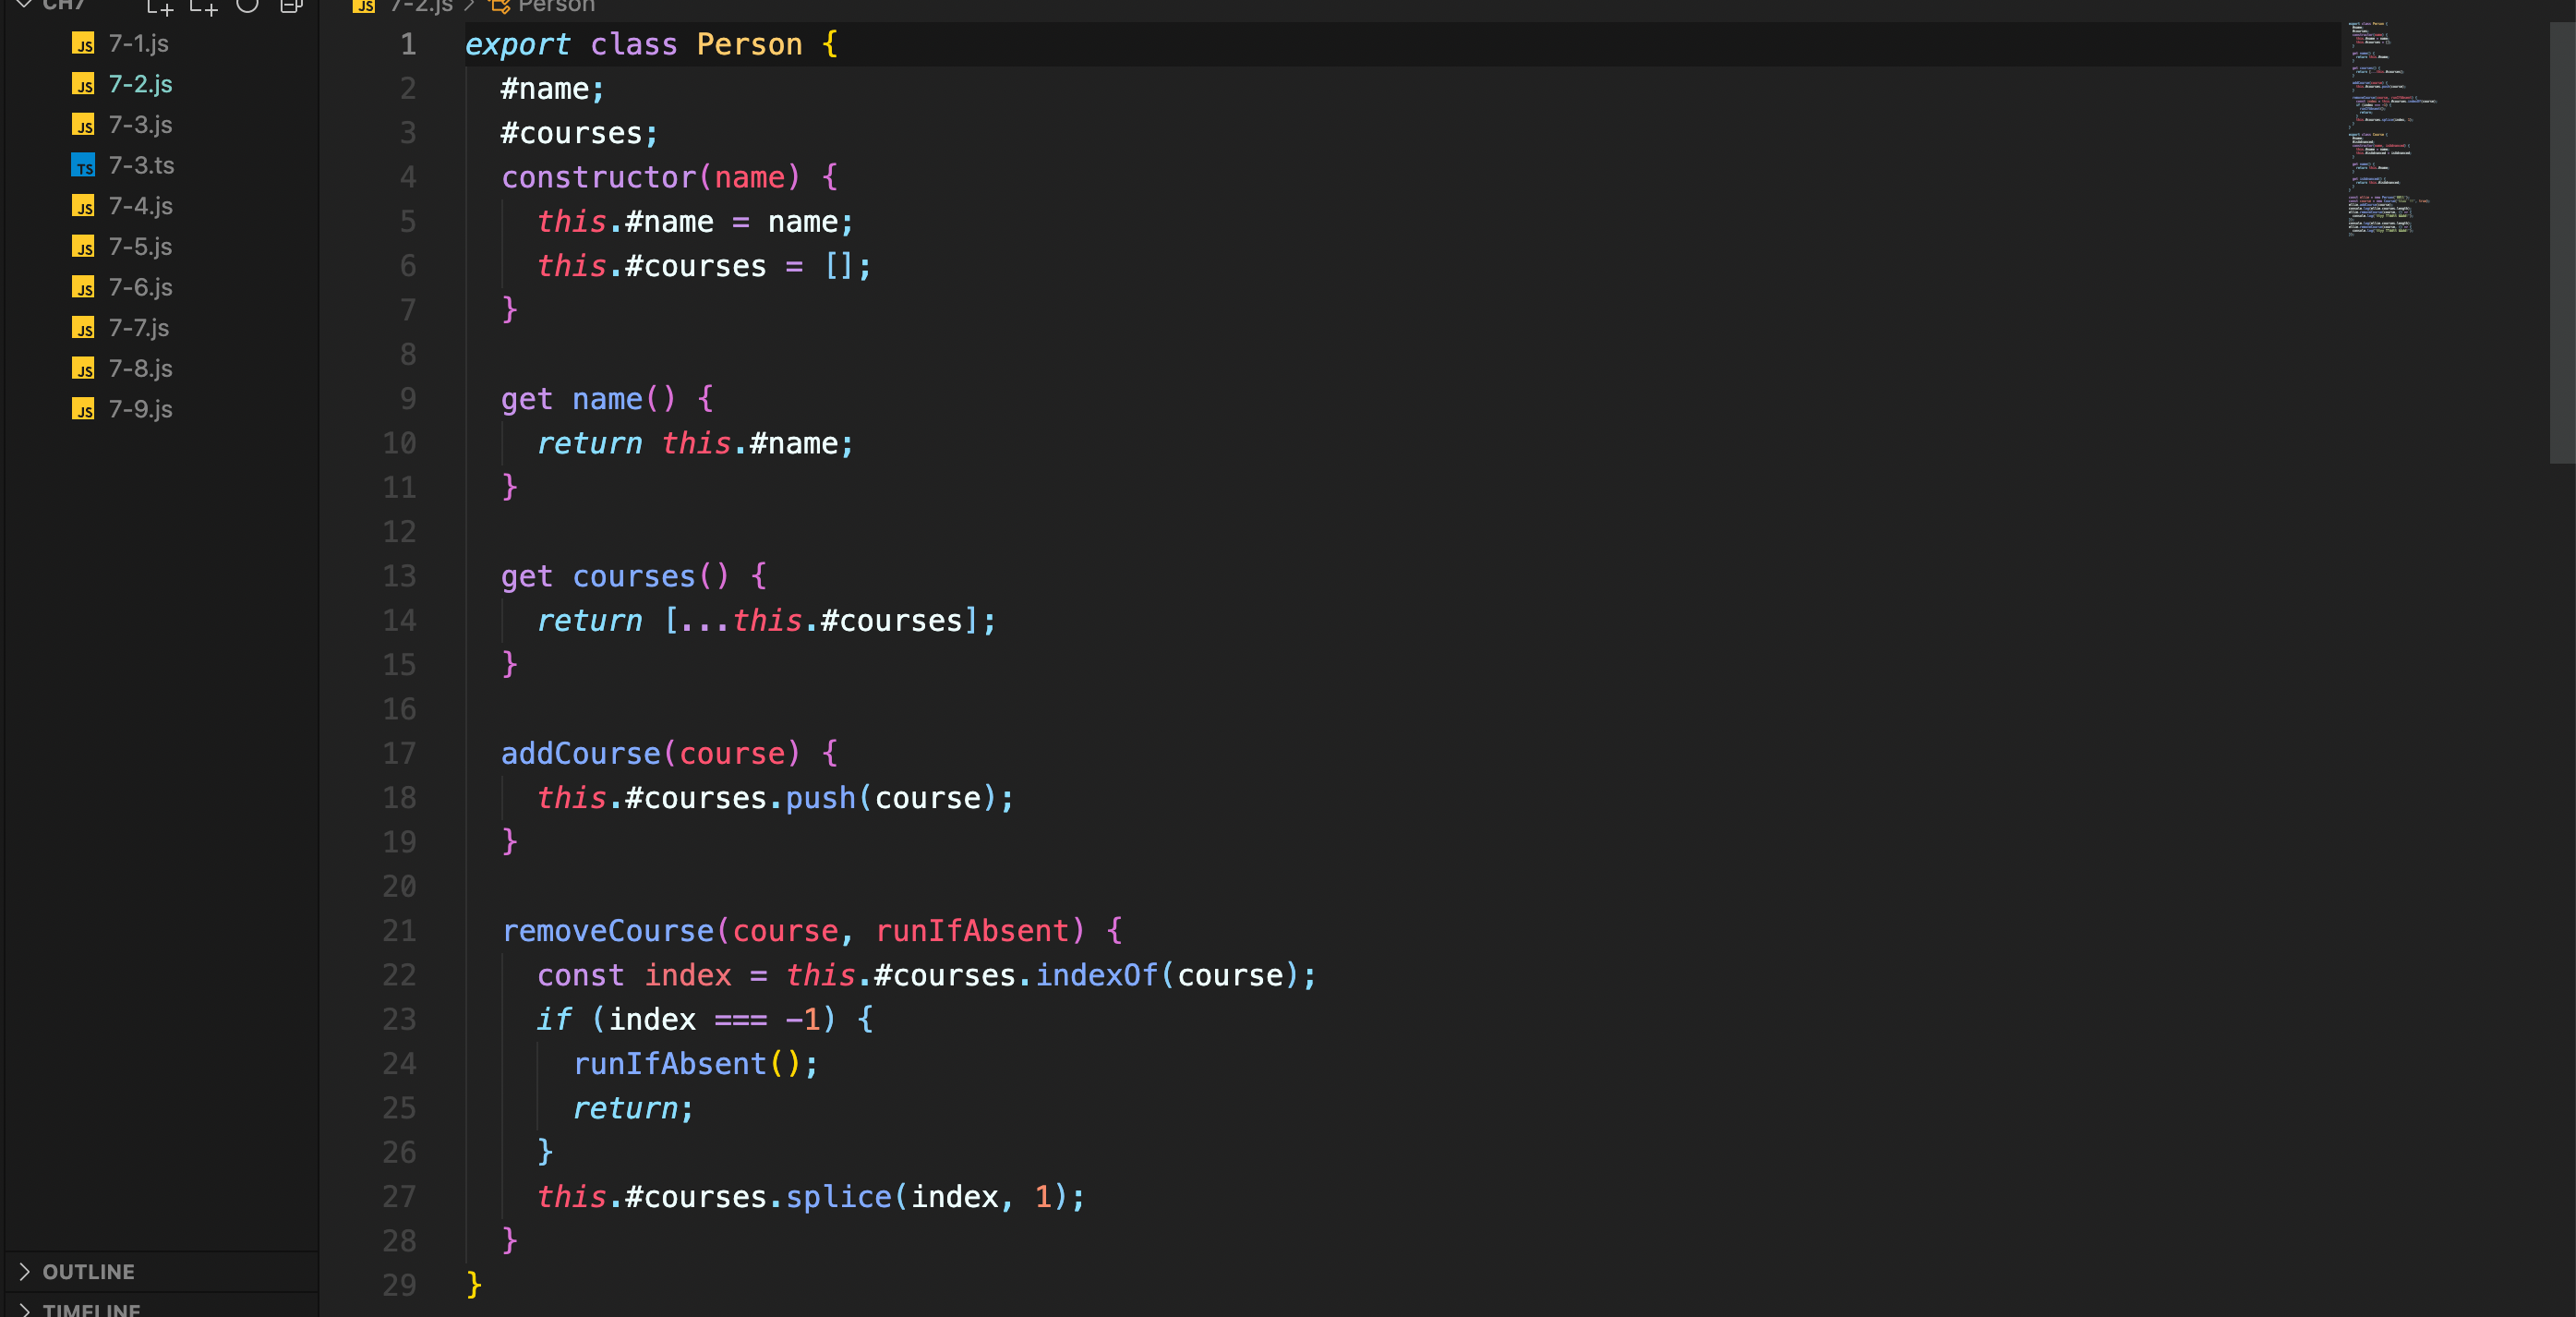 CH7
7-1.js
7-2.js
7-3.js
7-3.ts
7-4.js
7-5.js
7-6.js
7-7.js
7-8.js
7-9.js
OUTLINE
TIMELINE
7-2.js > Person
1 export class Person {
2 #name;
3 #courses;
4 constructor(name) {
5 this.#name = name;
6 this.#courses = [];
7 }
8
9 get name() {
10 return this.#name;
11 }
12
13 get courses() {
14 return [...this.#courses];
15 }
16
17 addCourse(course) {
18 this.#courses.push(course);
19 }
20
21 removeCourse(course, runIfAbsent) {
22 const index = this.#courses.indexOf(course);
23 if (index === -1) {
24 runIfAbsent();
25 return;
26 }
27 this.#courses.splice(index, 1);
28 }
29 }